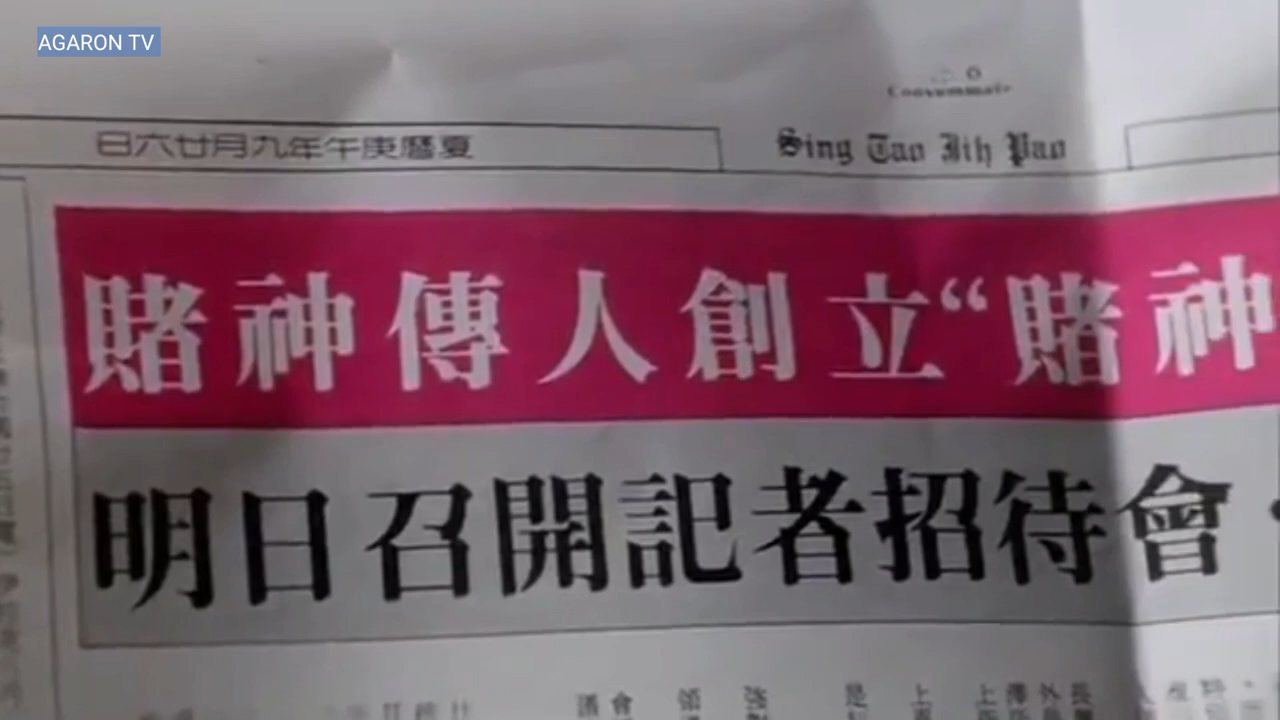 AGARON TV
日六廿月九年午庚曆夏
Sing Tao Jih Pao
賭神傳人創立“賭神
明日召開記者招待會